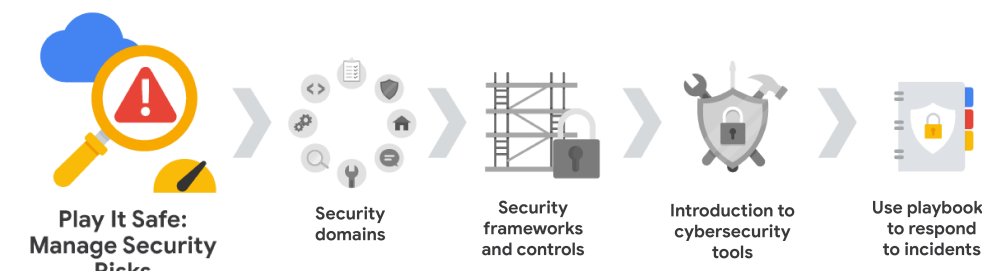 Play It Safe:
Manage Security
Risks
Security
domains
Security
frameworks
and controls
Introduction to
cybersecurity
tools
Use playbook
to respond
to incidents